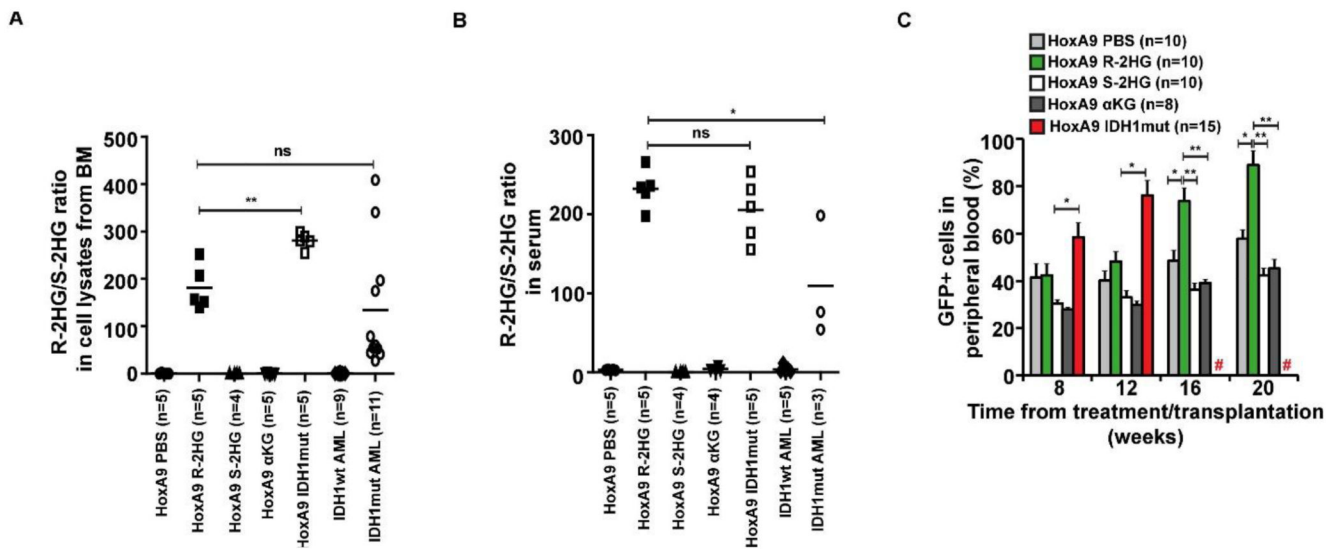 A
R-2HG/S-2HG ratio
in cell lysates from BM
500
400
300
200
100
0
ns
**
HoxA9 PBS (n=5)
HoxA9 R-2HG (n=5)
HoxA9 S-2HG (n=4)
HoxA9 αKG (n=5)
HoxA9 IDH1mut (n=5)
IDH1wt AML (n=9)
IDH1mut AML (n=11)
B
R-2HG/S-2HG ratio
in serum
300
200
100
0
*
ns
HoxA9 PBS (n=5)
HoxA9 R-2HG (n=5)
HoxA9 S-2HG (n=4)
HoxA9 αKG (n=4)
HoxA9 IDH1mut (n=5)
IDH1wt AML (n=5)
IDH1mut AML (n=3)
C
HoxA9 PBS (n=10)
HoxA9 R-2HG (n=10)
HoxA9 S-2HG (n=10)
HoxA9 αKG (n=8)
HoxA9 IDH1mut (n=15)
GFP+ cells in
peripheral blood (%)
100
80
60
40
20
0
*
*
**
* **
#
**
* **
#
8 12 16 20
Time from treatment/transplantation
(weeks)